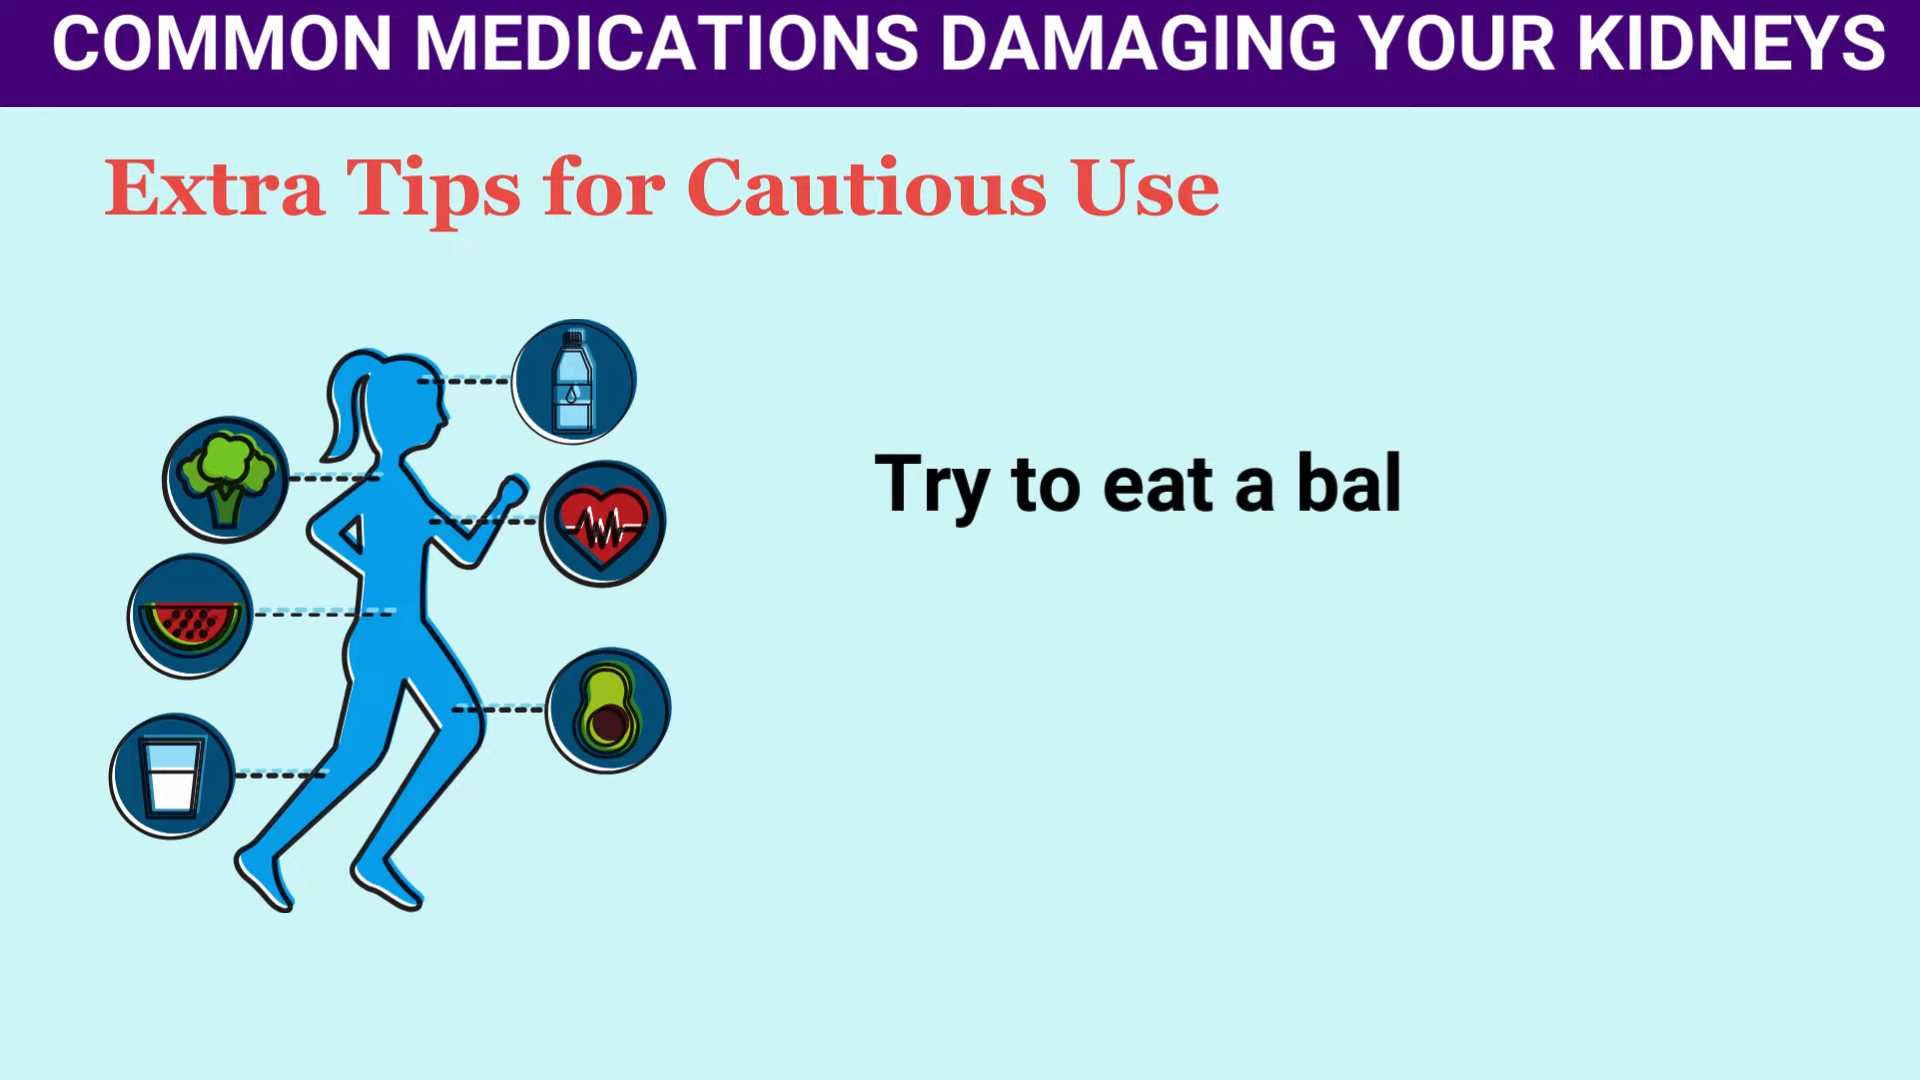 COMMON MEDICATIONS DAMAGING YOUR KIDNEYS
Extra Tips for Cautious Use
Try to eat a bal